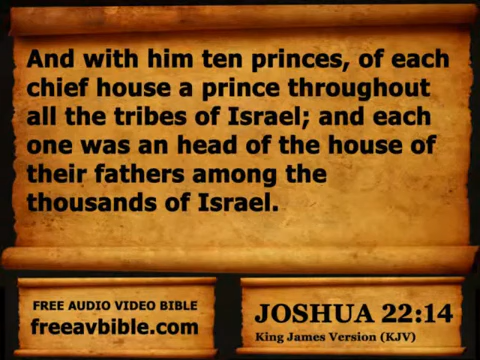 And with him ten princes, of each
chief house a prince throughout
all the tribes of Israel; and each
one was an head of the house of
their fathers among the
thousands of Israel.
FREE AUDIO VIDEO BIBLE
freeavbible.com
JOSHUA 22:14
King James Version (KJV)